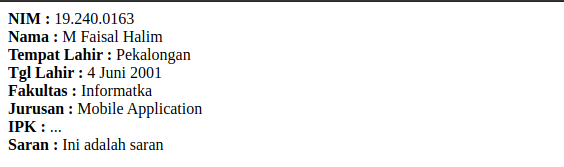 NIM : 19.240.0163
Nama : M Faisal Halim
Tempat Lahir : Pekalongan
Tgl Lahir : 4 Juni 2001
Fakultas : Informatka
Jurusan : Mobile Application
IPK : ...
Saran : Ini adalah saran